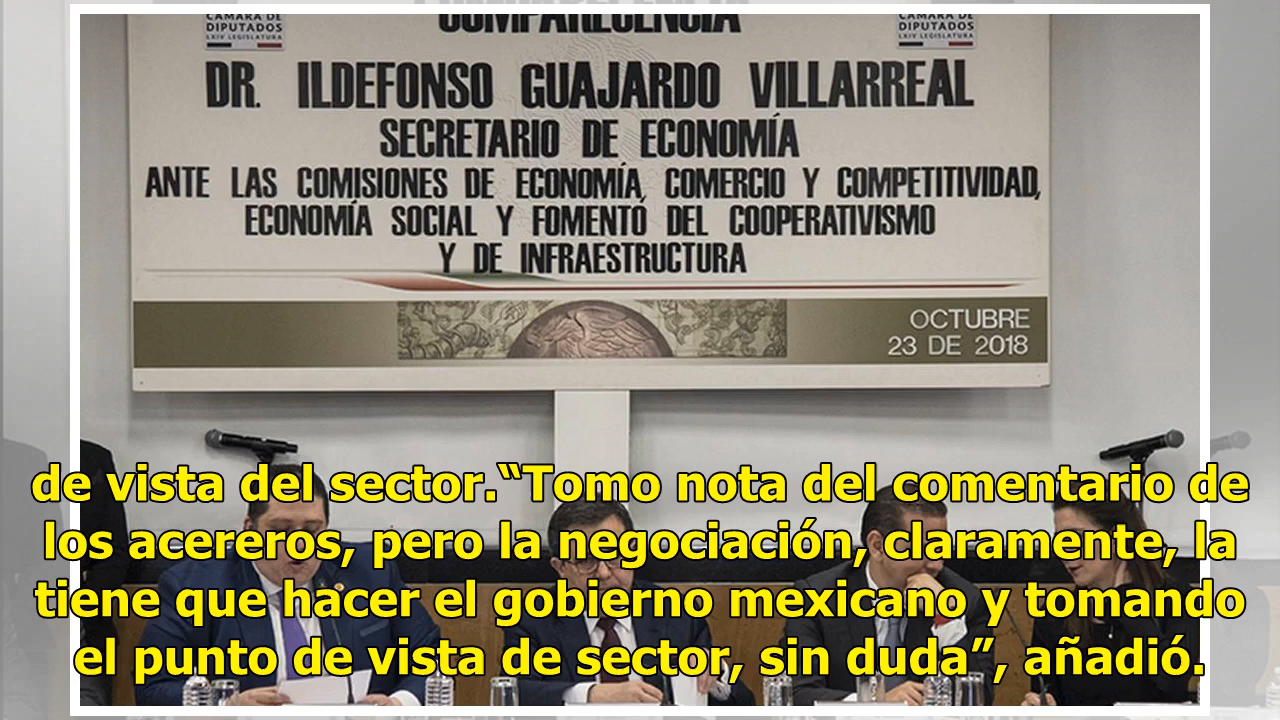 CÁMARA DE
DIPUTADOS
LXIV LEGISLATURA
CÁMARA DE
DIPUTADOS
LXIV LEGISLATURA
COMPARECENCIA
DR. ILDEFONSO GUAJARDO VILLARREAL
SECRETARIO DE ECONOMÍA
ANTE LAS COMISIONES DE ECONOMÍA, COMERCIO Y COMPETITIVIDAD,
ECONOMÍA SOCIAL Y FOMENTO DEL COOPERATIVISMO
Y DE INFRAESTRUCTURA
OCTUBRE
23 DE 2018
de vista del sector.“Tomo nota del comentario de
los acereros, pero la negociación, claramente, la
tiene que hacer el gobierno mexicano y tomando
el punto de vista de sector, sin duda”, añadió.